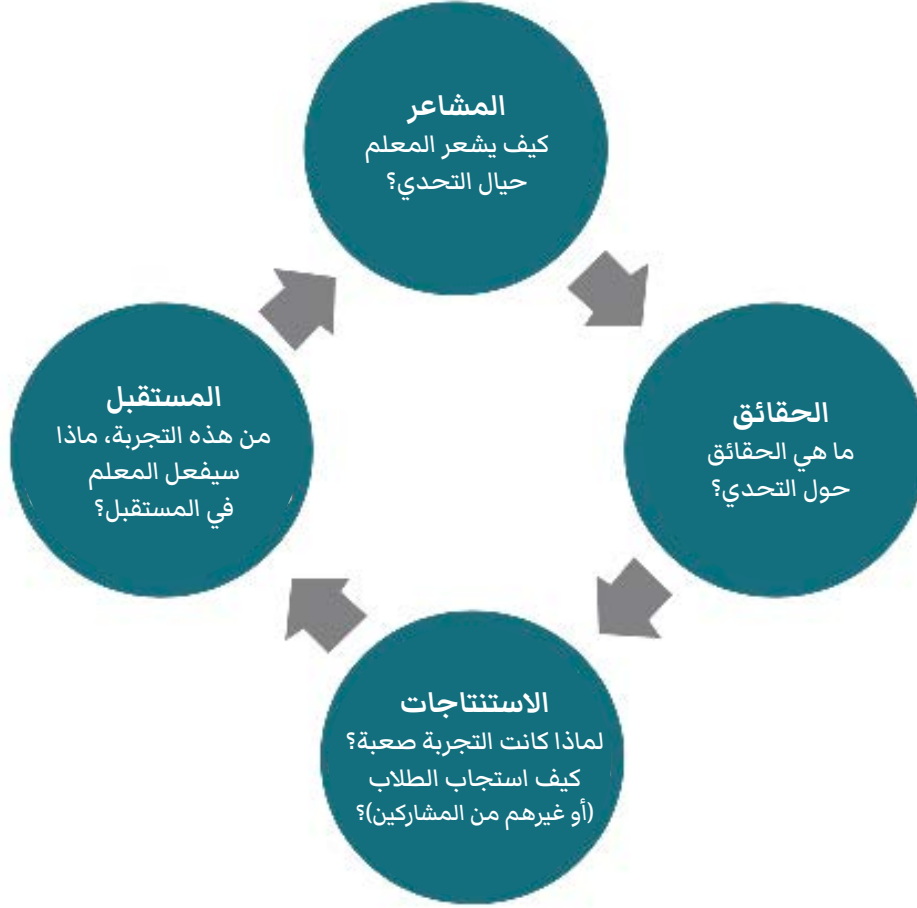 المشاعر
كيف يشعر المعلم
حيال التحدي؟
الحقائق
ما هي الحقائق
حول التحدي؟
الاستنتاجات
لماذا كانت التجربة صعبة؟
كيف استجاب الطلاب
(أو غيرهم من المشاركين)؟
المستقبل
من هذه التجربة، ماذا
سيفعل المعلم
في المستقبل؟